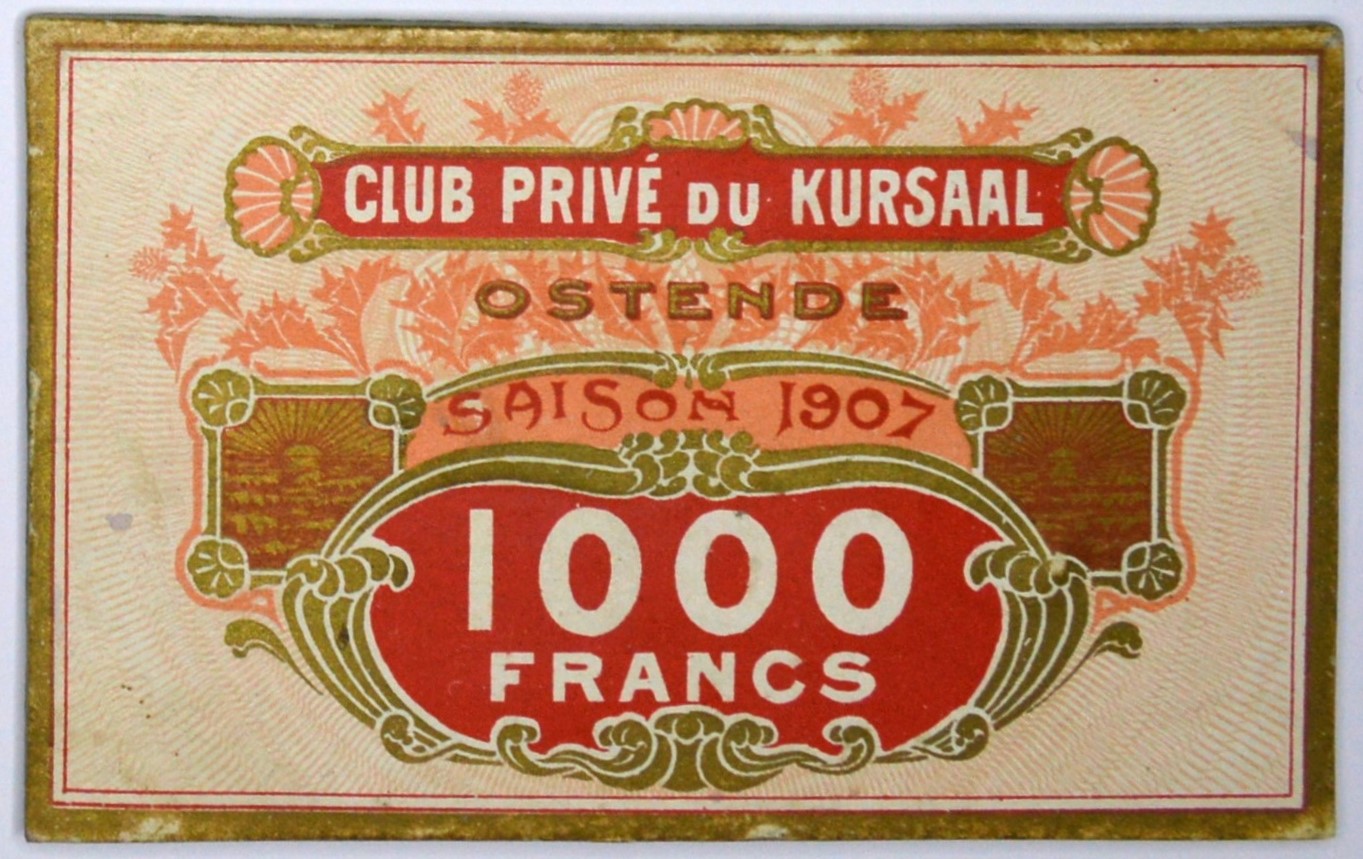 CLUB PRIVÉ DU KURSAAL
OSTENDE
SAISON 1907
1000
FRANCS